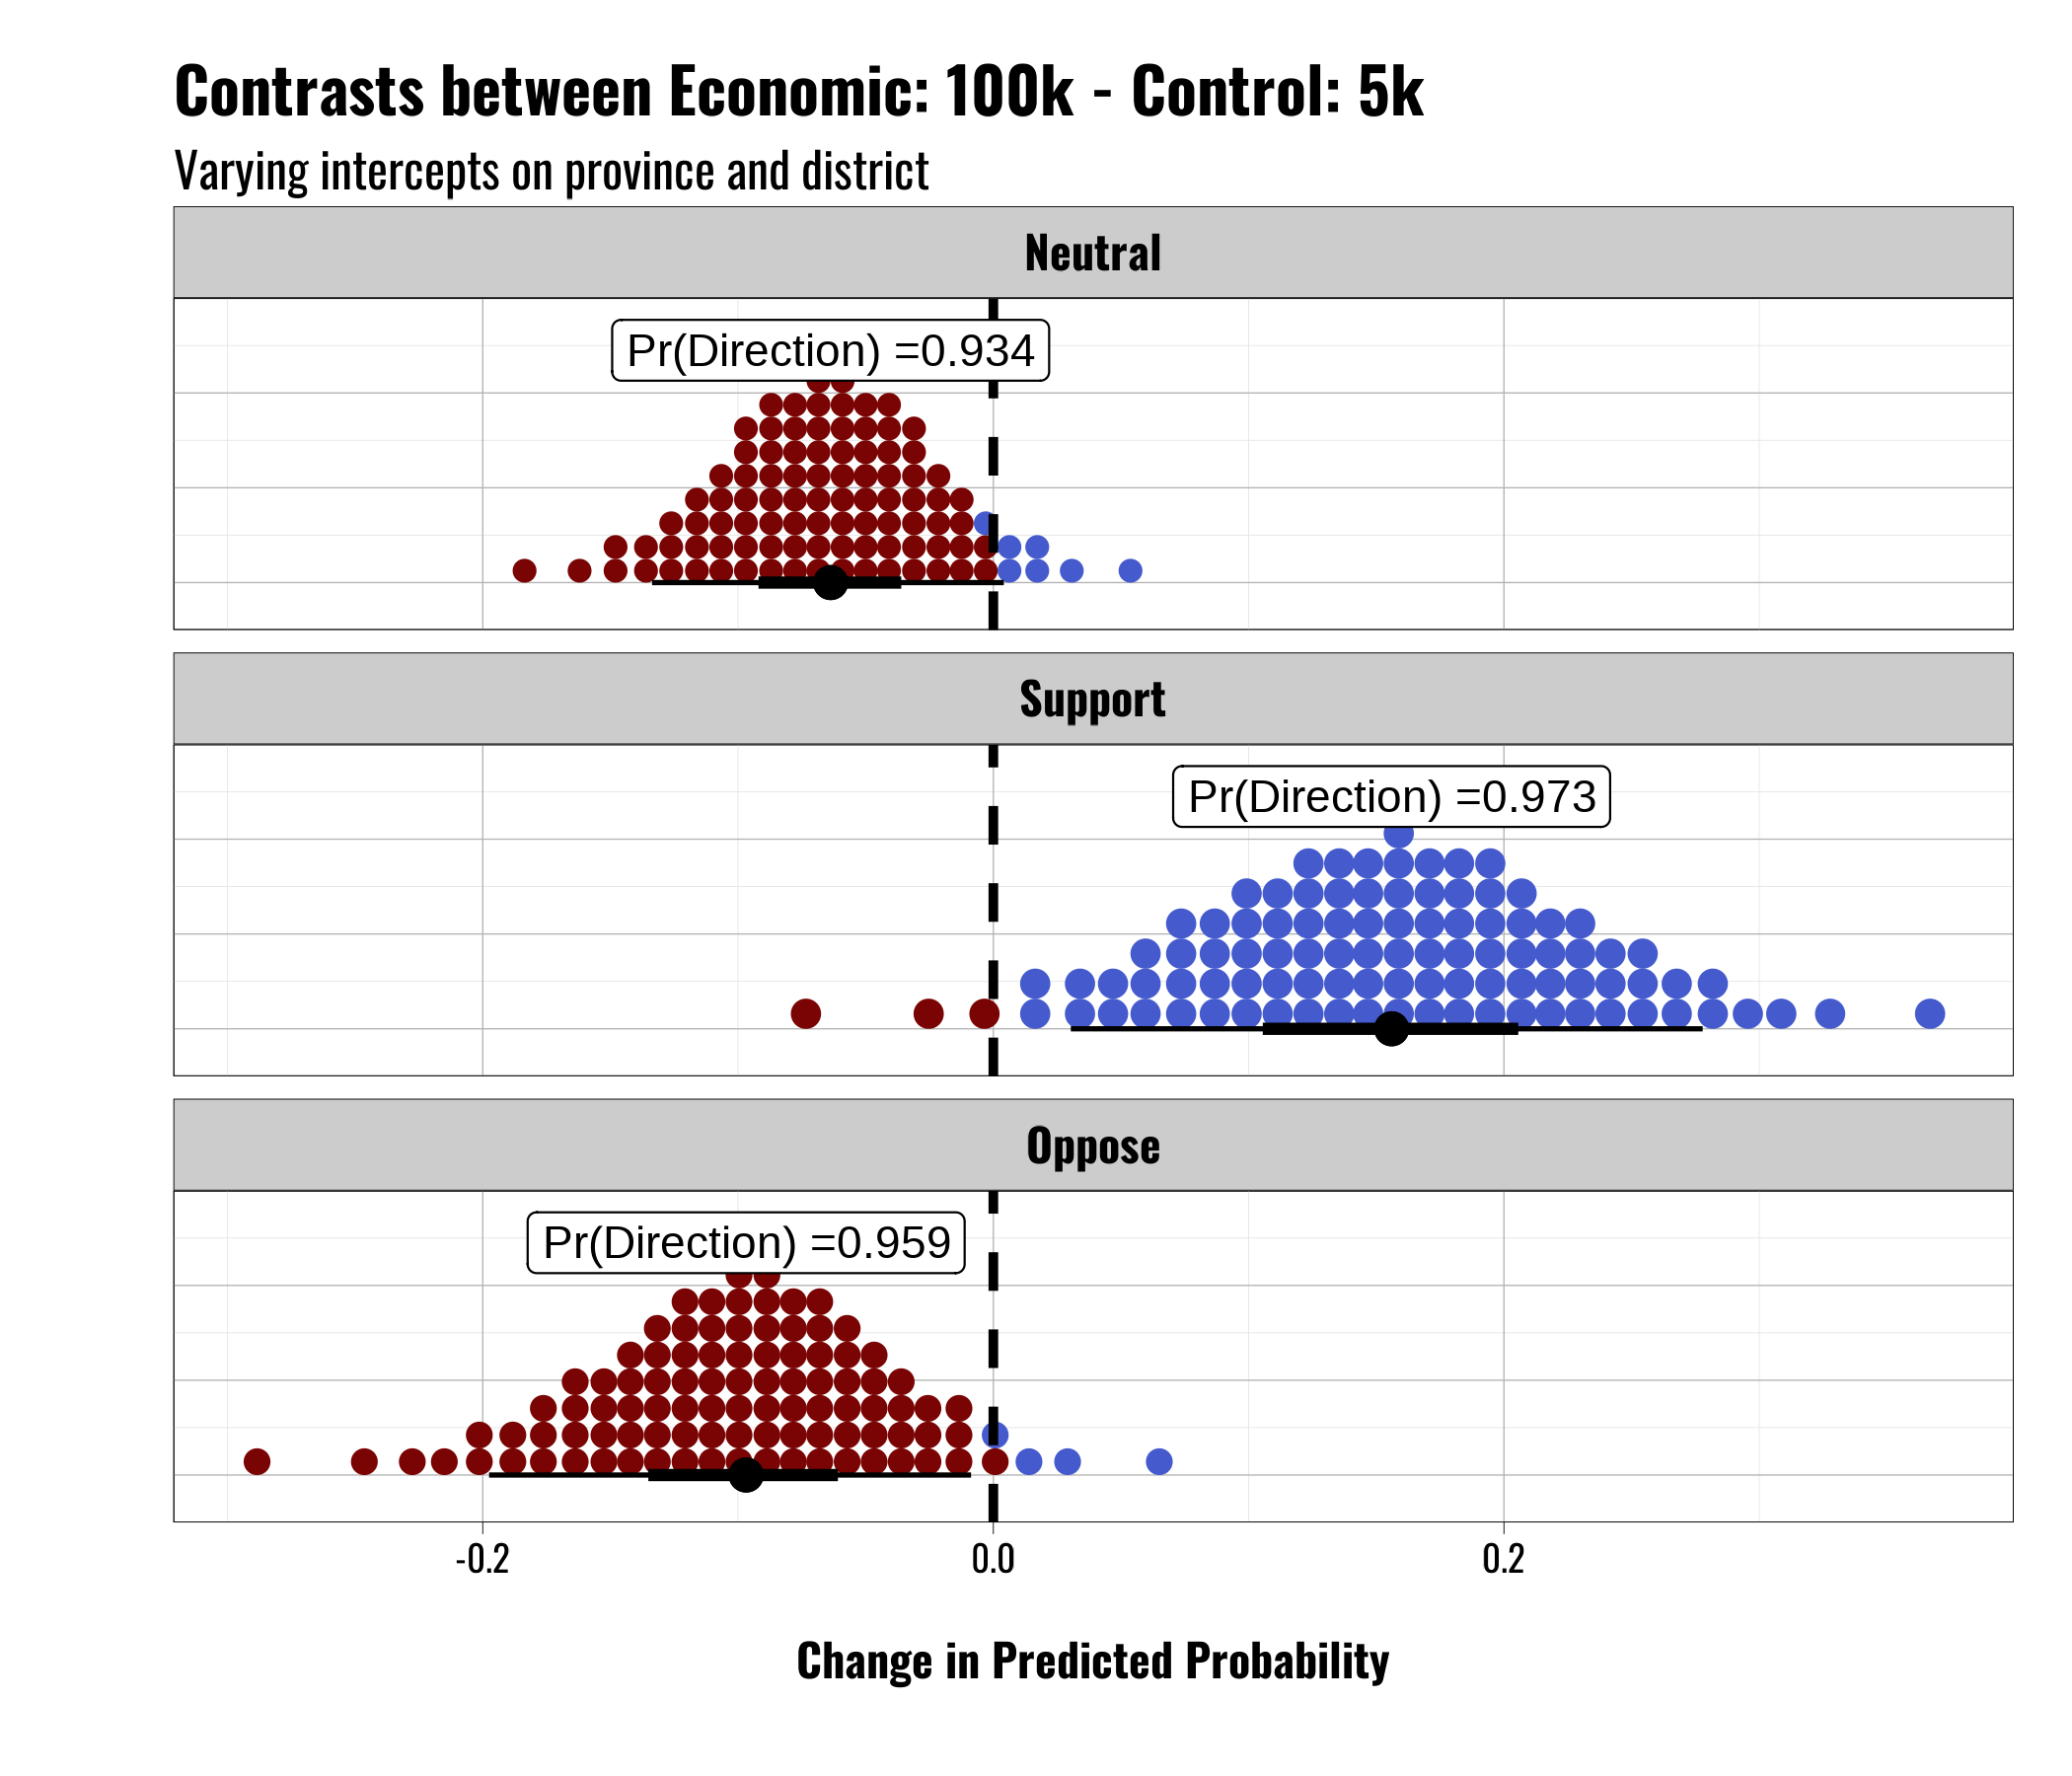 Contrasts between Economic: 100k - Control: 5k
Varying intercepts on province and district
Neutral
Pr(Direction) =0.934
Support
Pr(Direction) =0.973
Oppose
Pr(Direction) =0.959
-0.2 0.0 0.2
Change in Predicted Probability